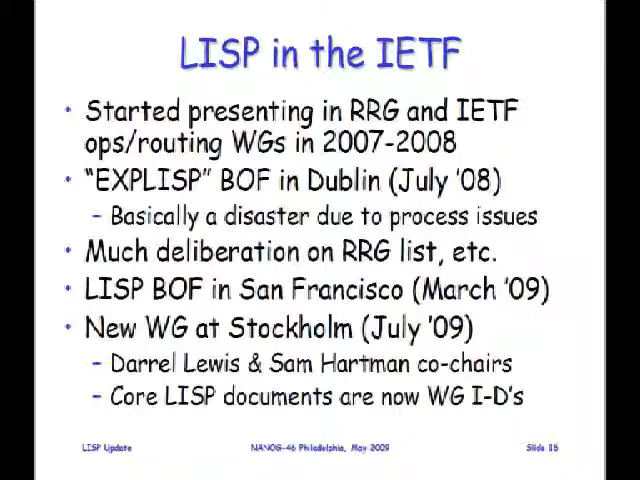 LISP in the IETF
• Started presenting in RRG and IETF
ops/routing WGs in 2007-2008
• “EXPLISP” BOF in Dublin (July ’08)
– Basically a disaster due to process issues
• Much deliberation on RRG list, etc.
• LISP BOF in San Francisco (March ’09)
• New WG at Stockholm (July ’09)
– Darrel Lewis & Sam Hartman co-chairs
– Core LISP documents are now WG I-D’s
LISP Update NANOG-46 Philadelphia, May 2009 Slide 16